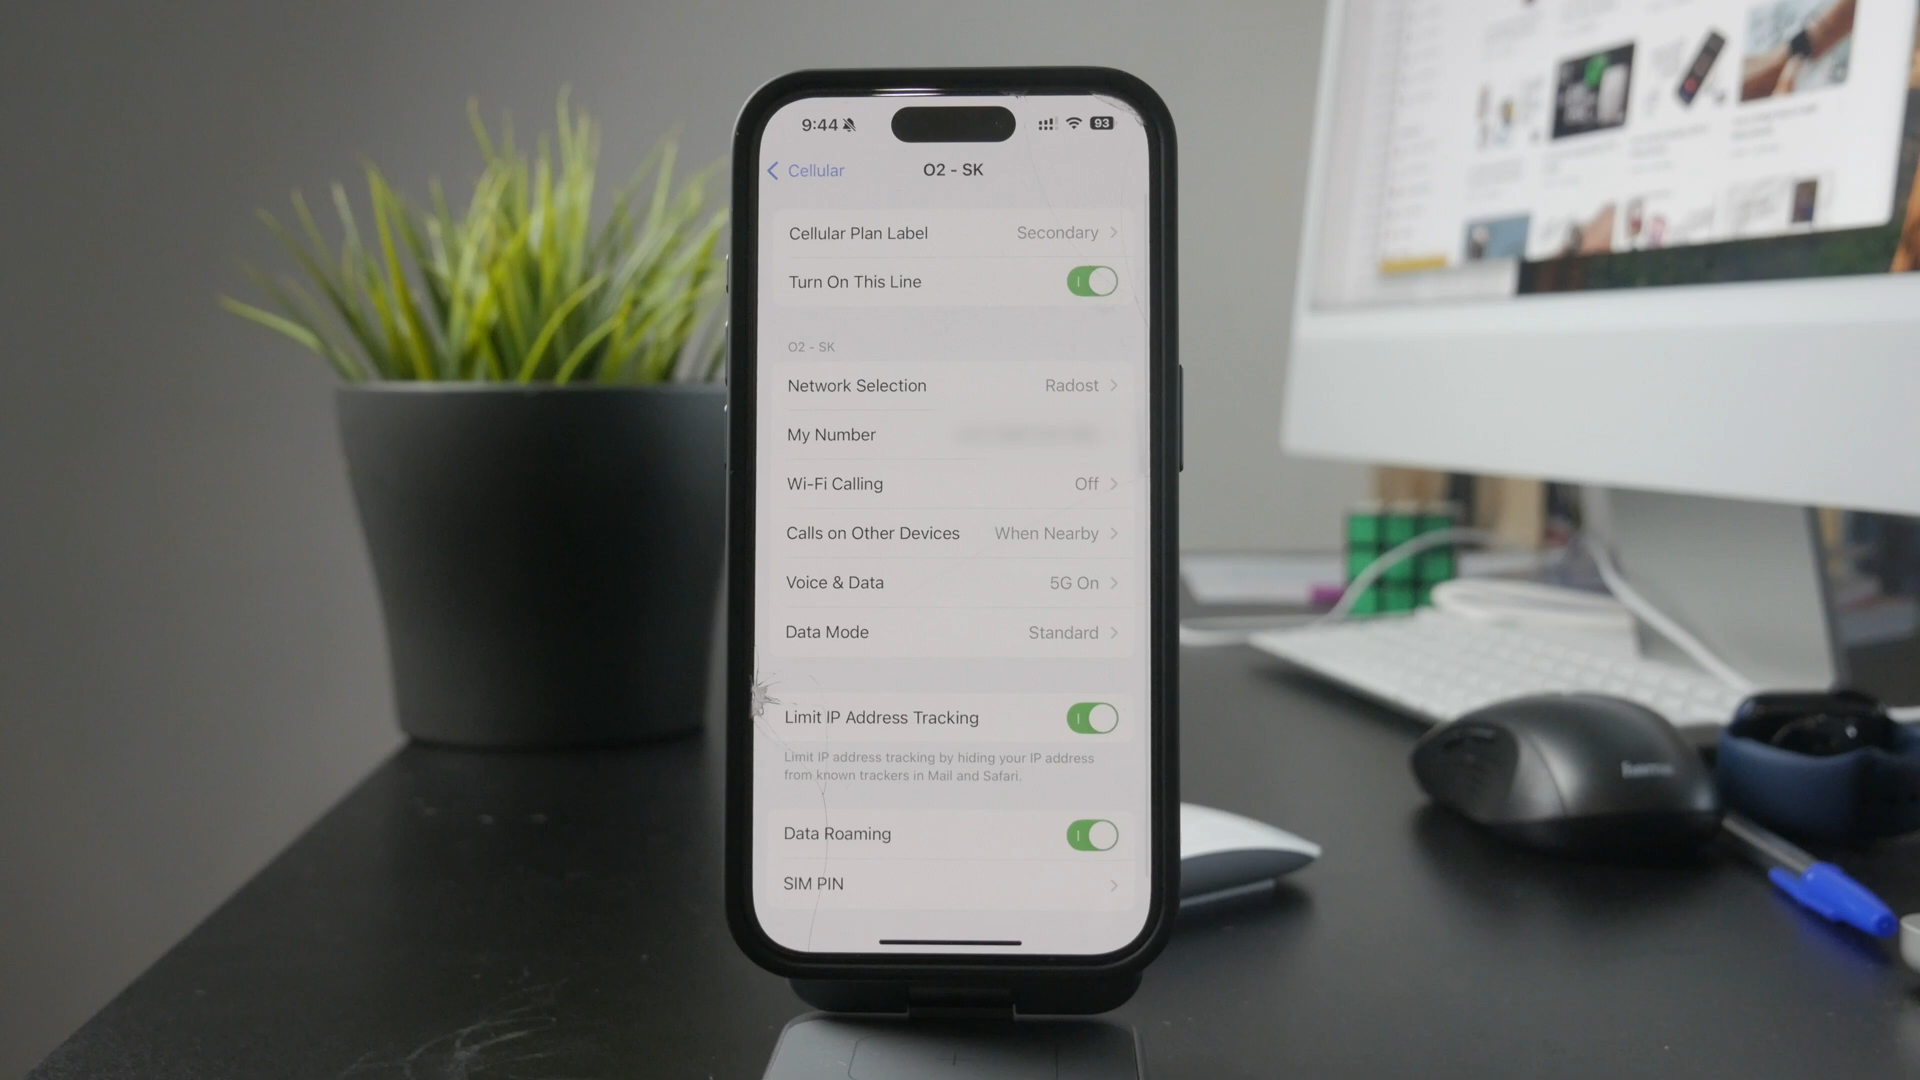 9:44
93
Cellular
O2 - SK
Cellular Plan Label Secondary
Turn On This Line
O2 - SK
Network Selection Radost
My Number
Wi-Fi Calling Off
Calls on Other Devices When Nearby
Voice & Data 5G On
Data Mode Standard
Limit IP Address Tracking
Limit IP address tracking by hiding your IP address
from known trackers in Mail and Safari.
Data Roaming
SIM PIN
hama